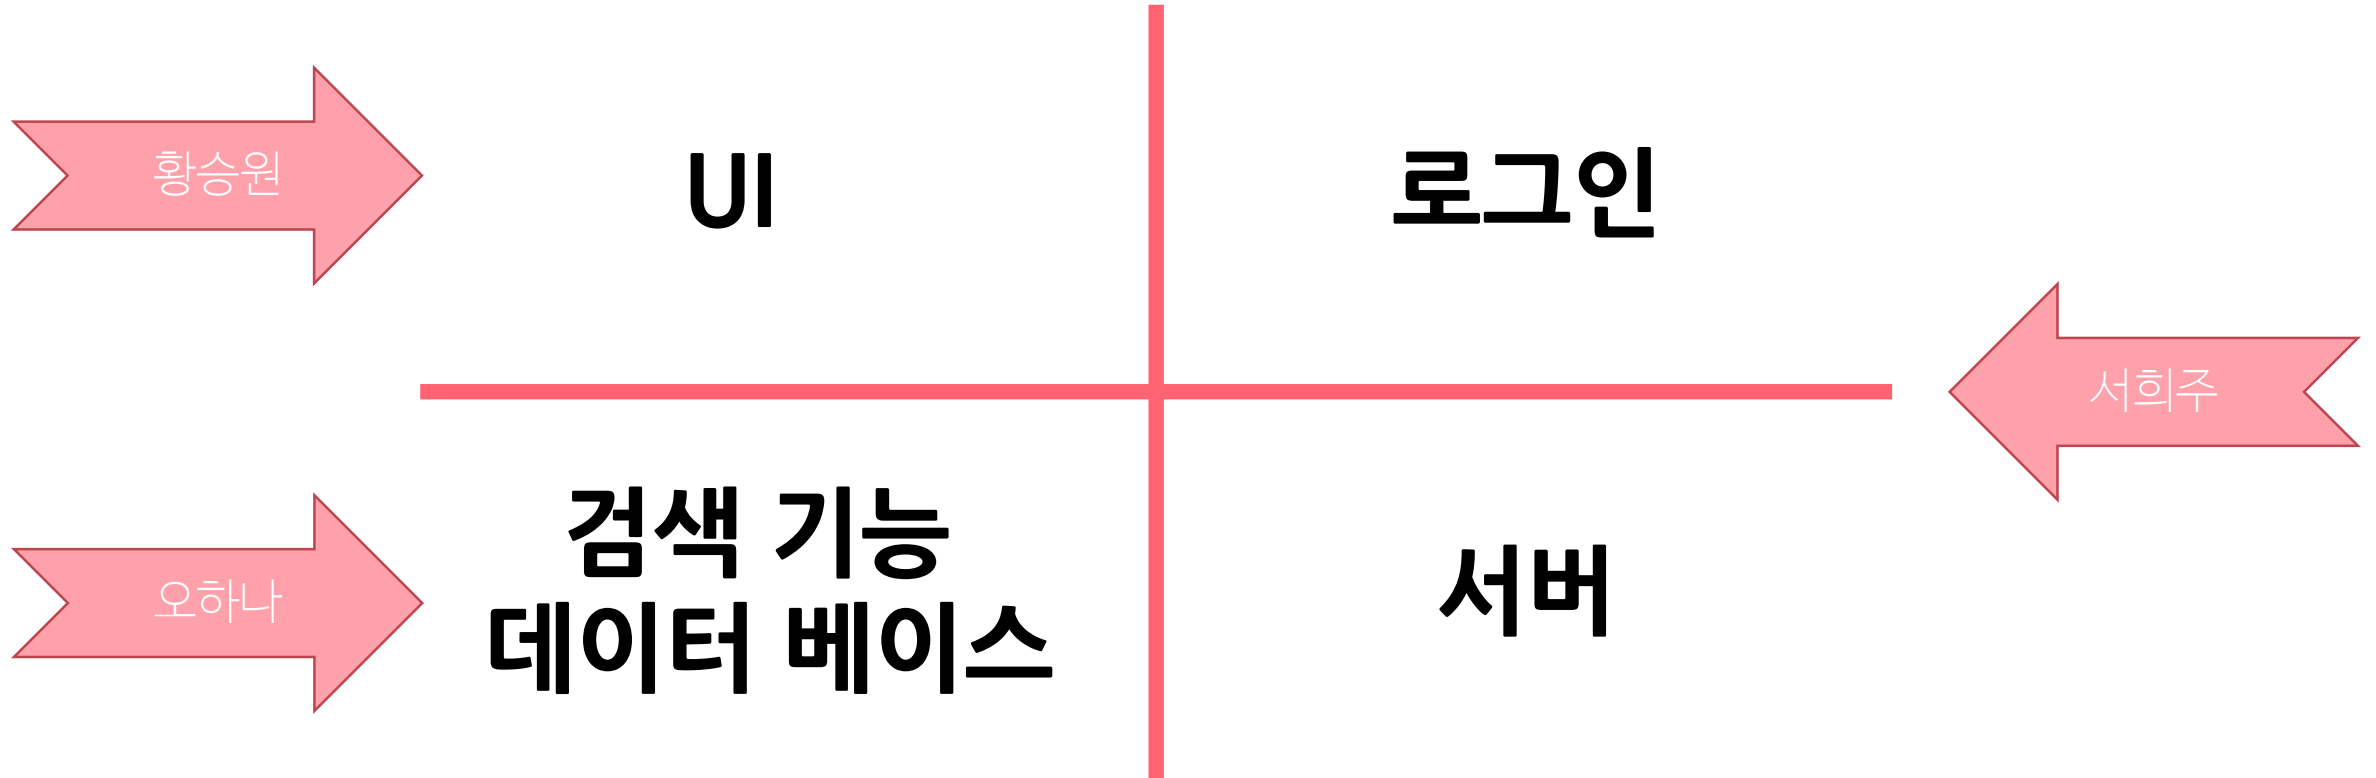 황승원
UI
로그인
서희주
오하나
검색 기능
데이터 베이스
서버